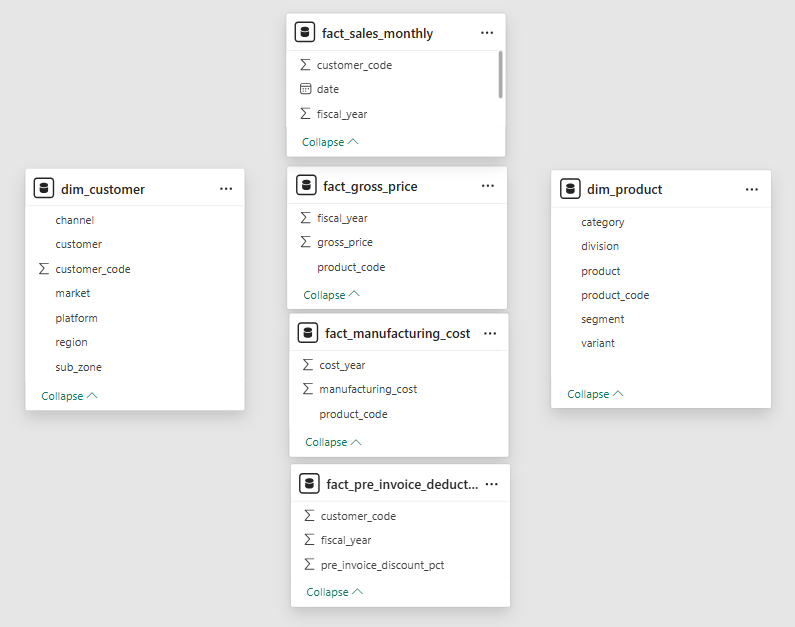 fact_sales_monthly
customer_code
date
fiscal_year
Collapse
dim_customer
channel
customer
customer_code
market
platform
region
sub_zone
Collapse
fact_gross_price
fiscal_year
gross_price
product_code
Collapse
fact_manufacturing_cost
cost_year
manufacturing_cost
product_code
Collapse
fact_pre_invoice_deduct...
customer_code
fiscal_year
pre_invoice_discount_pct
Collapse
dim_product
category
division
product
product_code
segment
variant
Collapse